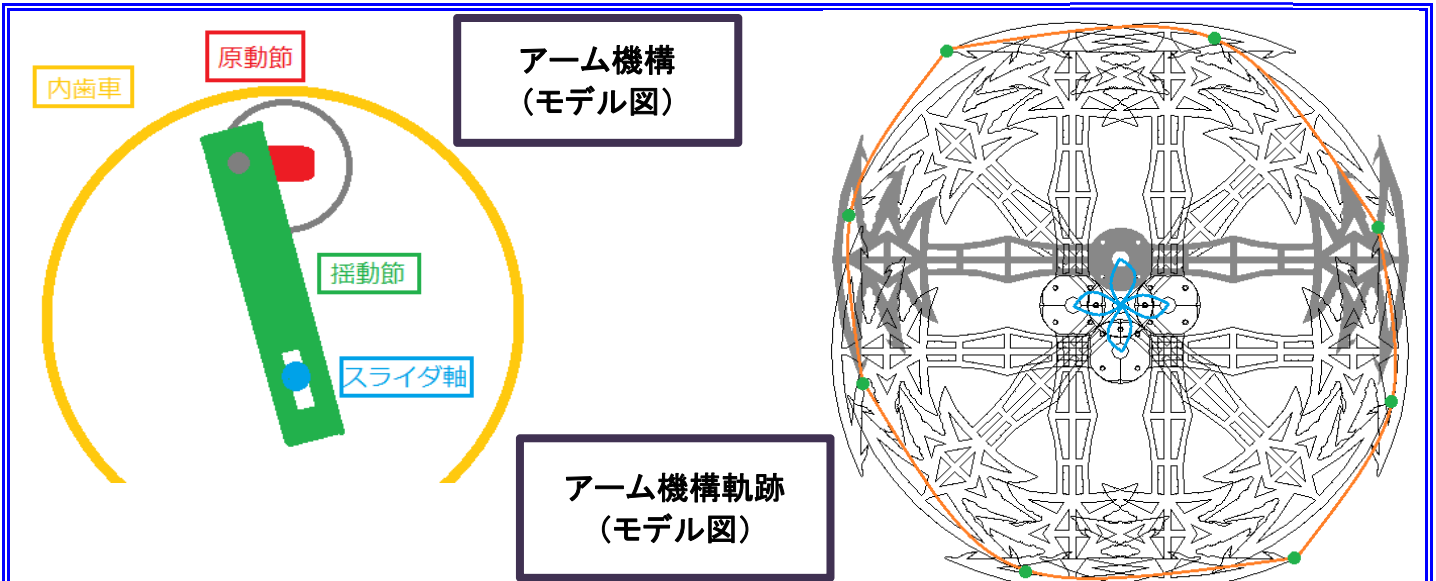 原動節
内歯車
アーム機構
(モデル図)
揺動節
スライダ軸
アーム機構軌跡
(モデル図)